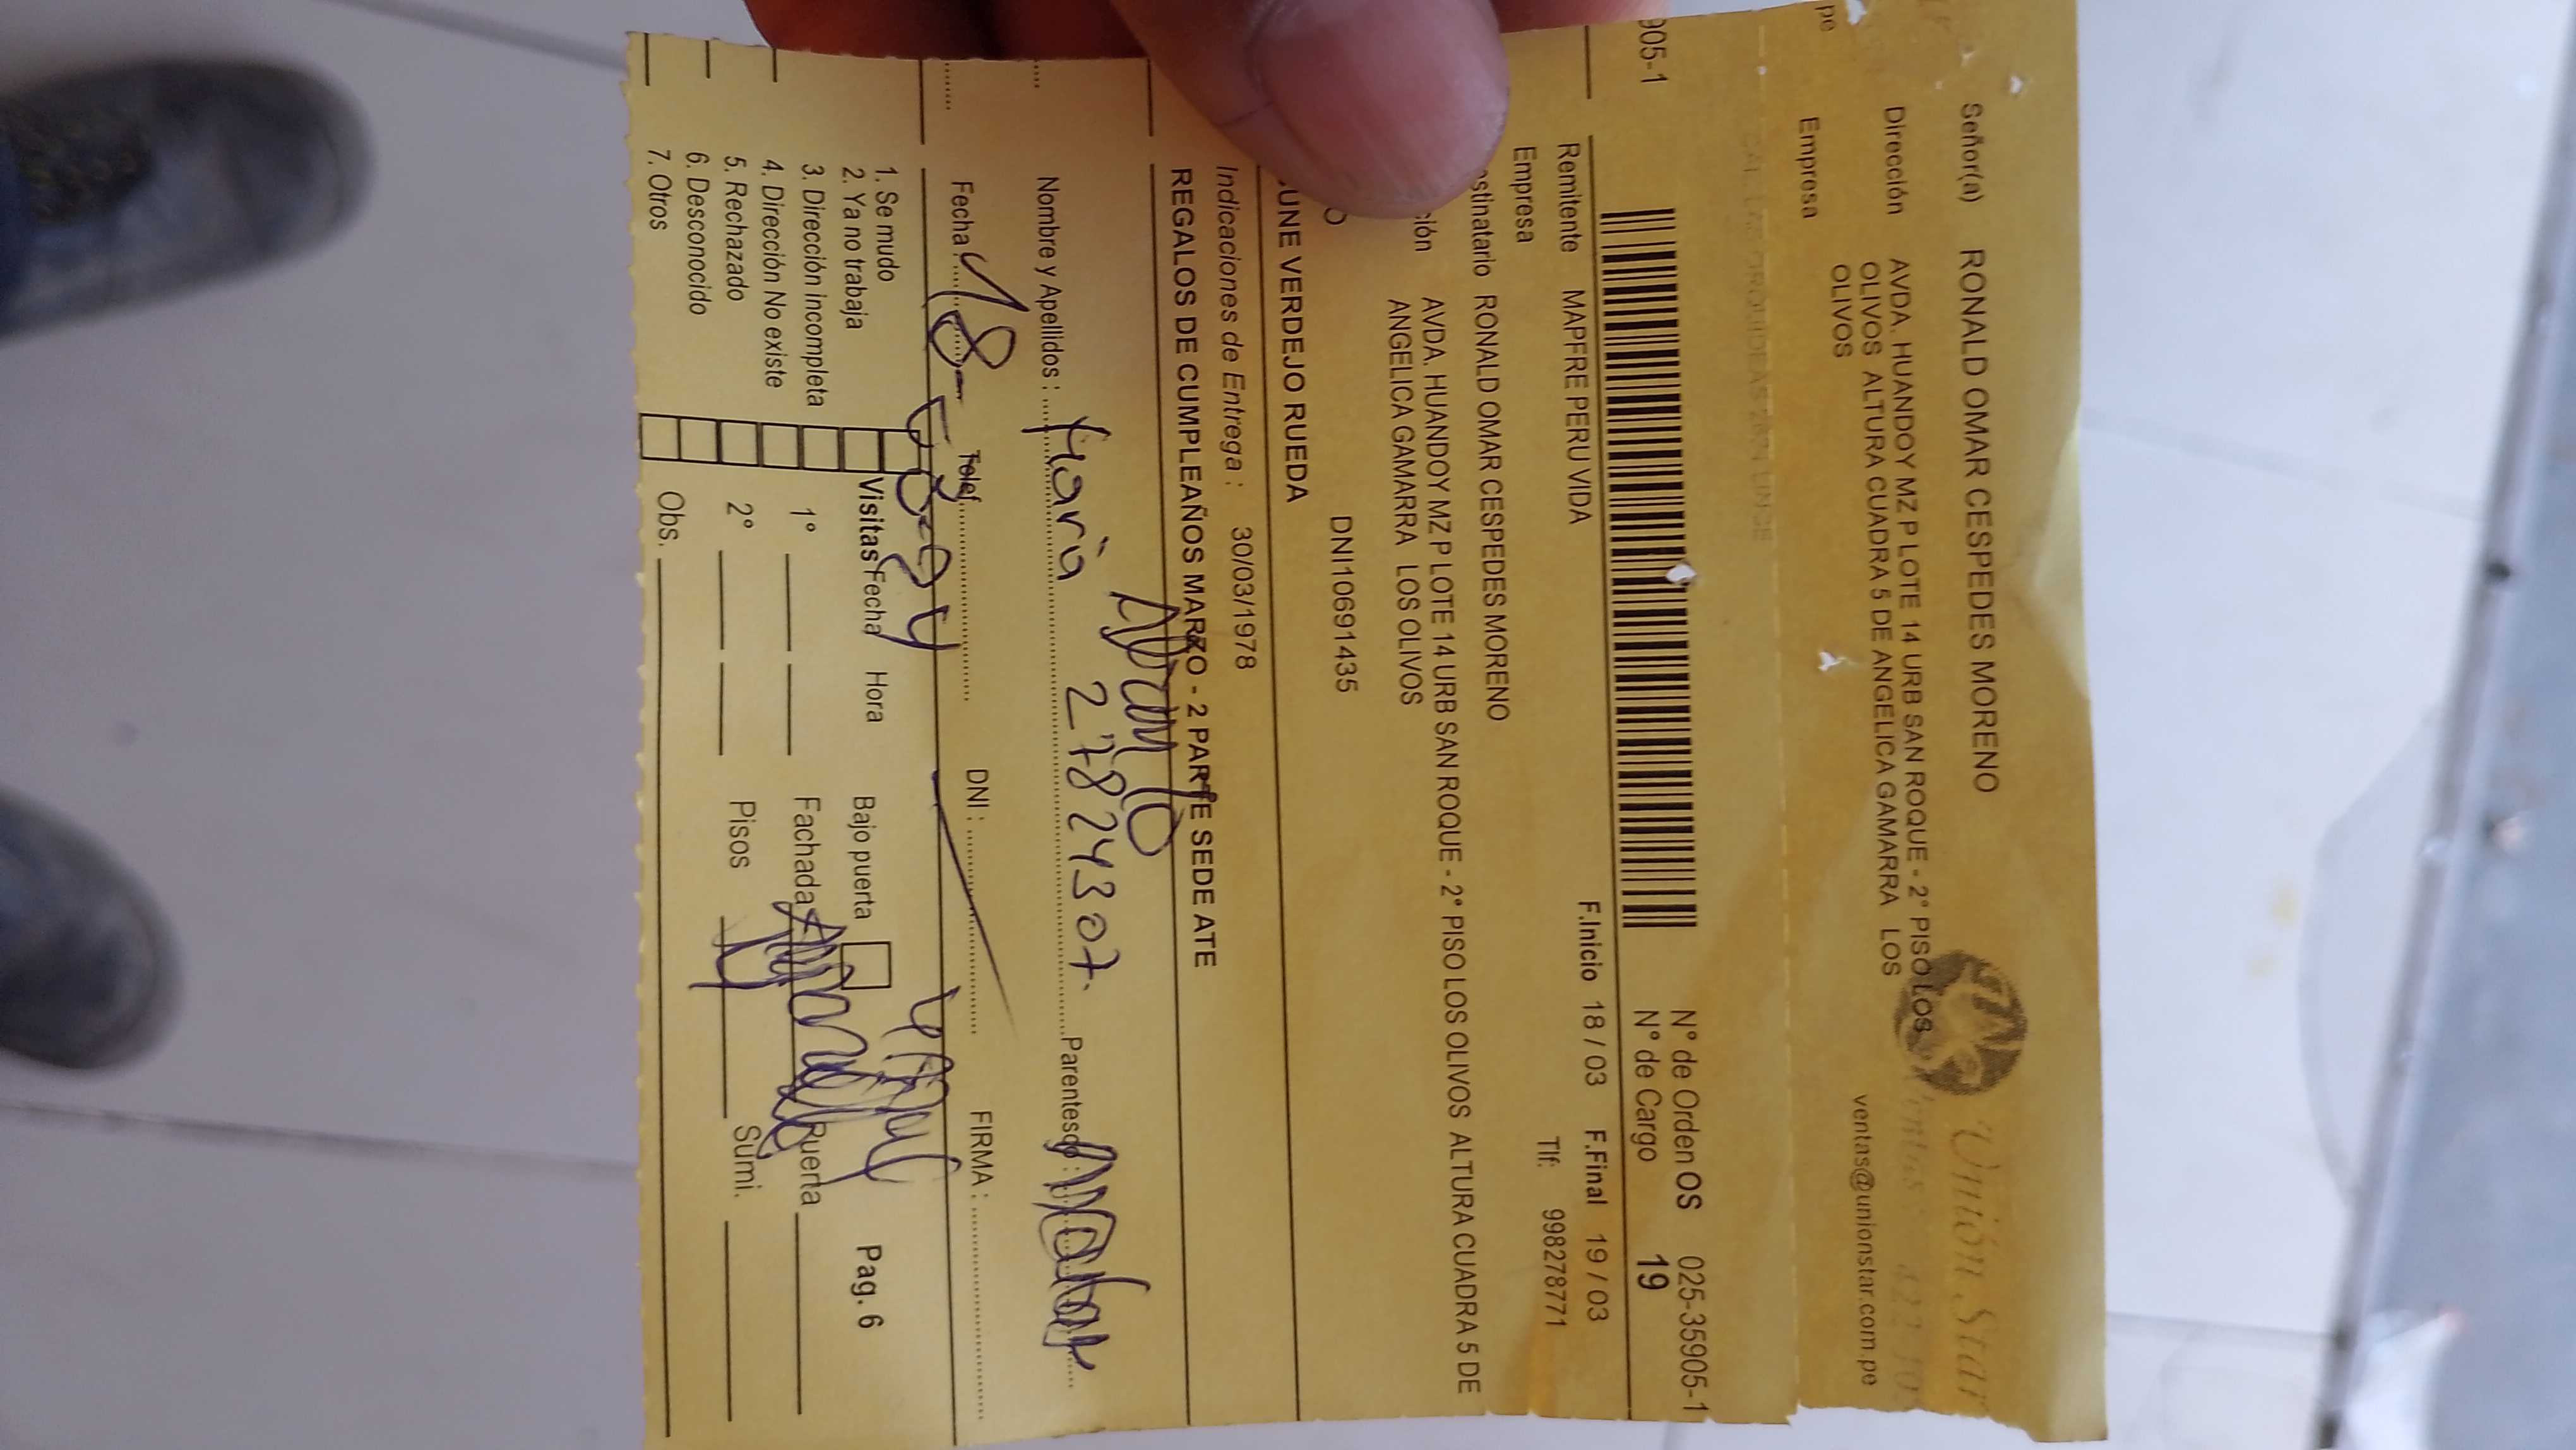 Señor(a) RONALD OMAR CESPEDES MORENO
Unión Star
Dirección AVDA. HUANDOY MZ P LOTE 14 URB SAN ROQUE - 2° PISO LOS
OLIVOS ALTURA CUADRA 5 DE ANGELICA GAMARRA LOS
OLIVOS
ventas@unionstar.com.pe
Empresa
pe
N° de Orden OS 025-35905-1
905-1
N° de Cargo 19
Remitente MAPFRE PERU VIDA
F.Inicio 18 / 03 F.Final 19 / 03
Empresa
Tlf: 998278771
stinatario RONALD OMAR CESPEDES MORENO
ción AVDA. HUANDOY MZ P LOTE 14 URB SAN ROQUE - 2° PISO LOS OLIVOS ALTURA CUADRA 5 DE
ANGELICA GAMARRA LOS OLIVOS
O DNI10691435
UNE VERDEJO RUEDA
Indicaciones de Entrega : 30/03/1978
REGALOS DE CUMPLEAÑOS MARZO - 2 PARTE SEDE ATE
Nombre y Apellidos : María
27824307.
Parentesco :
Fecha : 18-
Telef. DNI : FIRMA :
1. Se mudo
2. Ya no trabaja
3. Dirección incompleta
4. Dirección No existe
5. Rechazado
6. Desconocido
7. Otros
Visitas Fecha Hora
1°
2°
Obs.
Bajo puerta
Fachada Puerta
Pisos Sumi.
Pag. 6